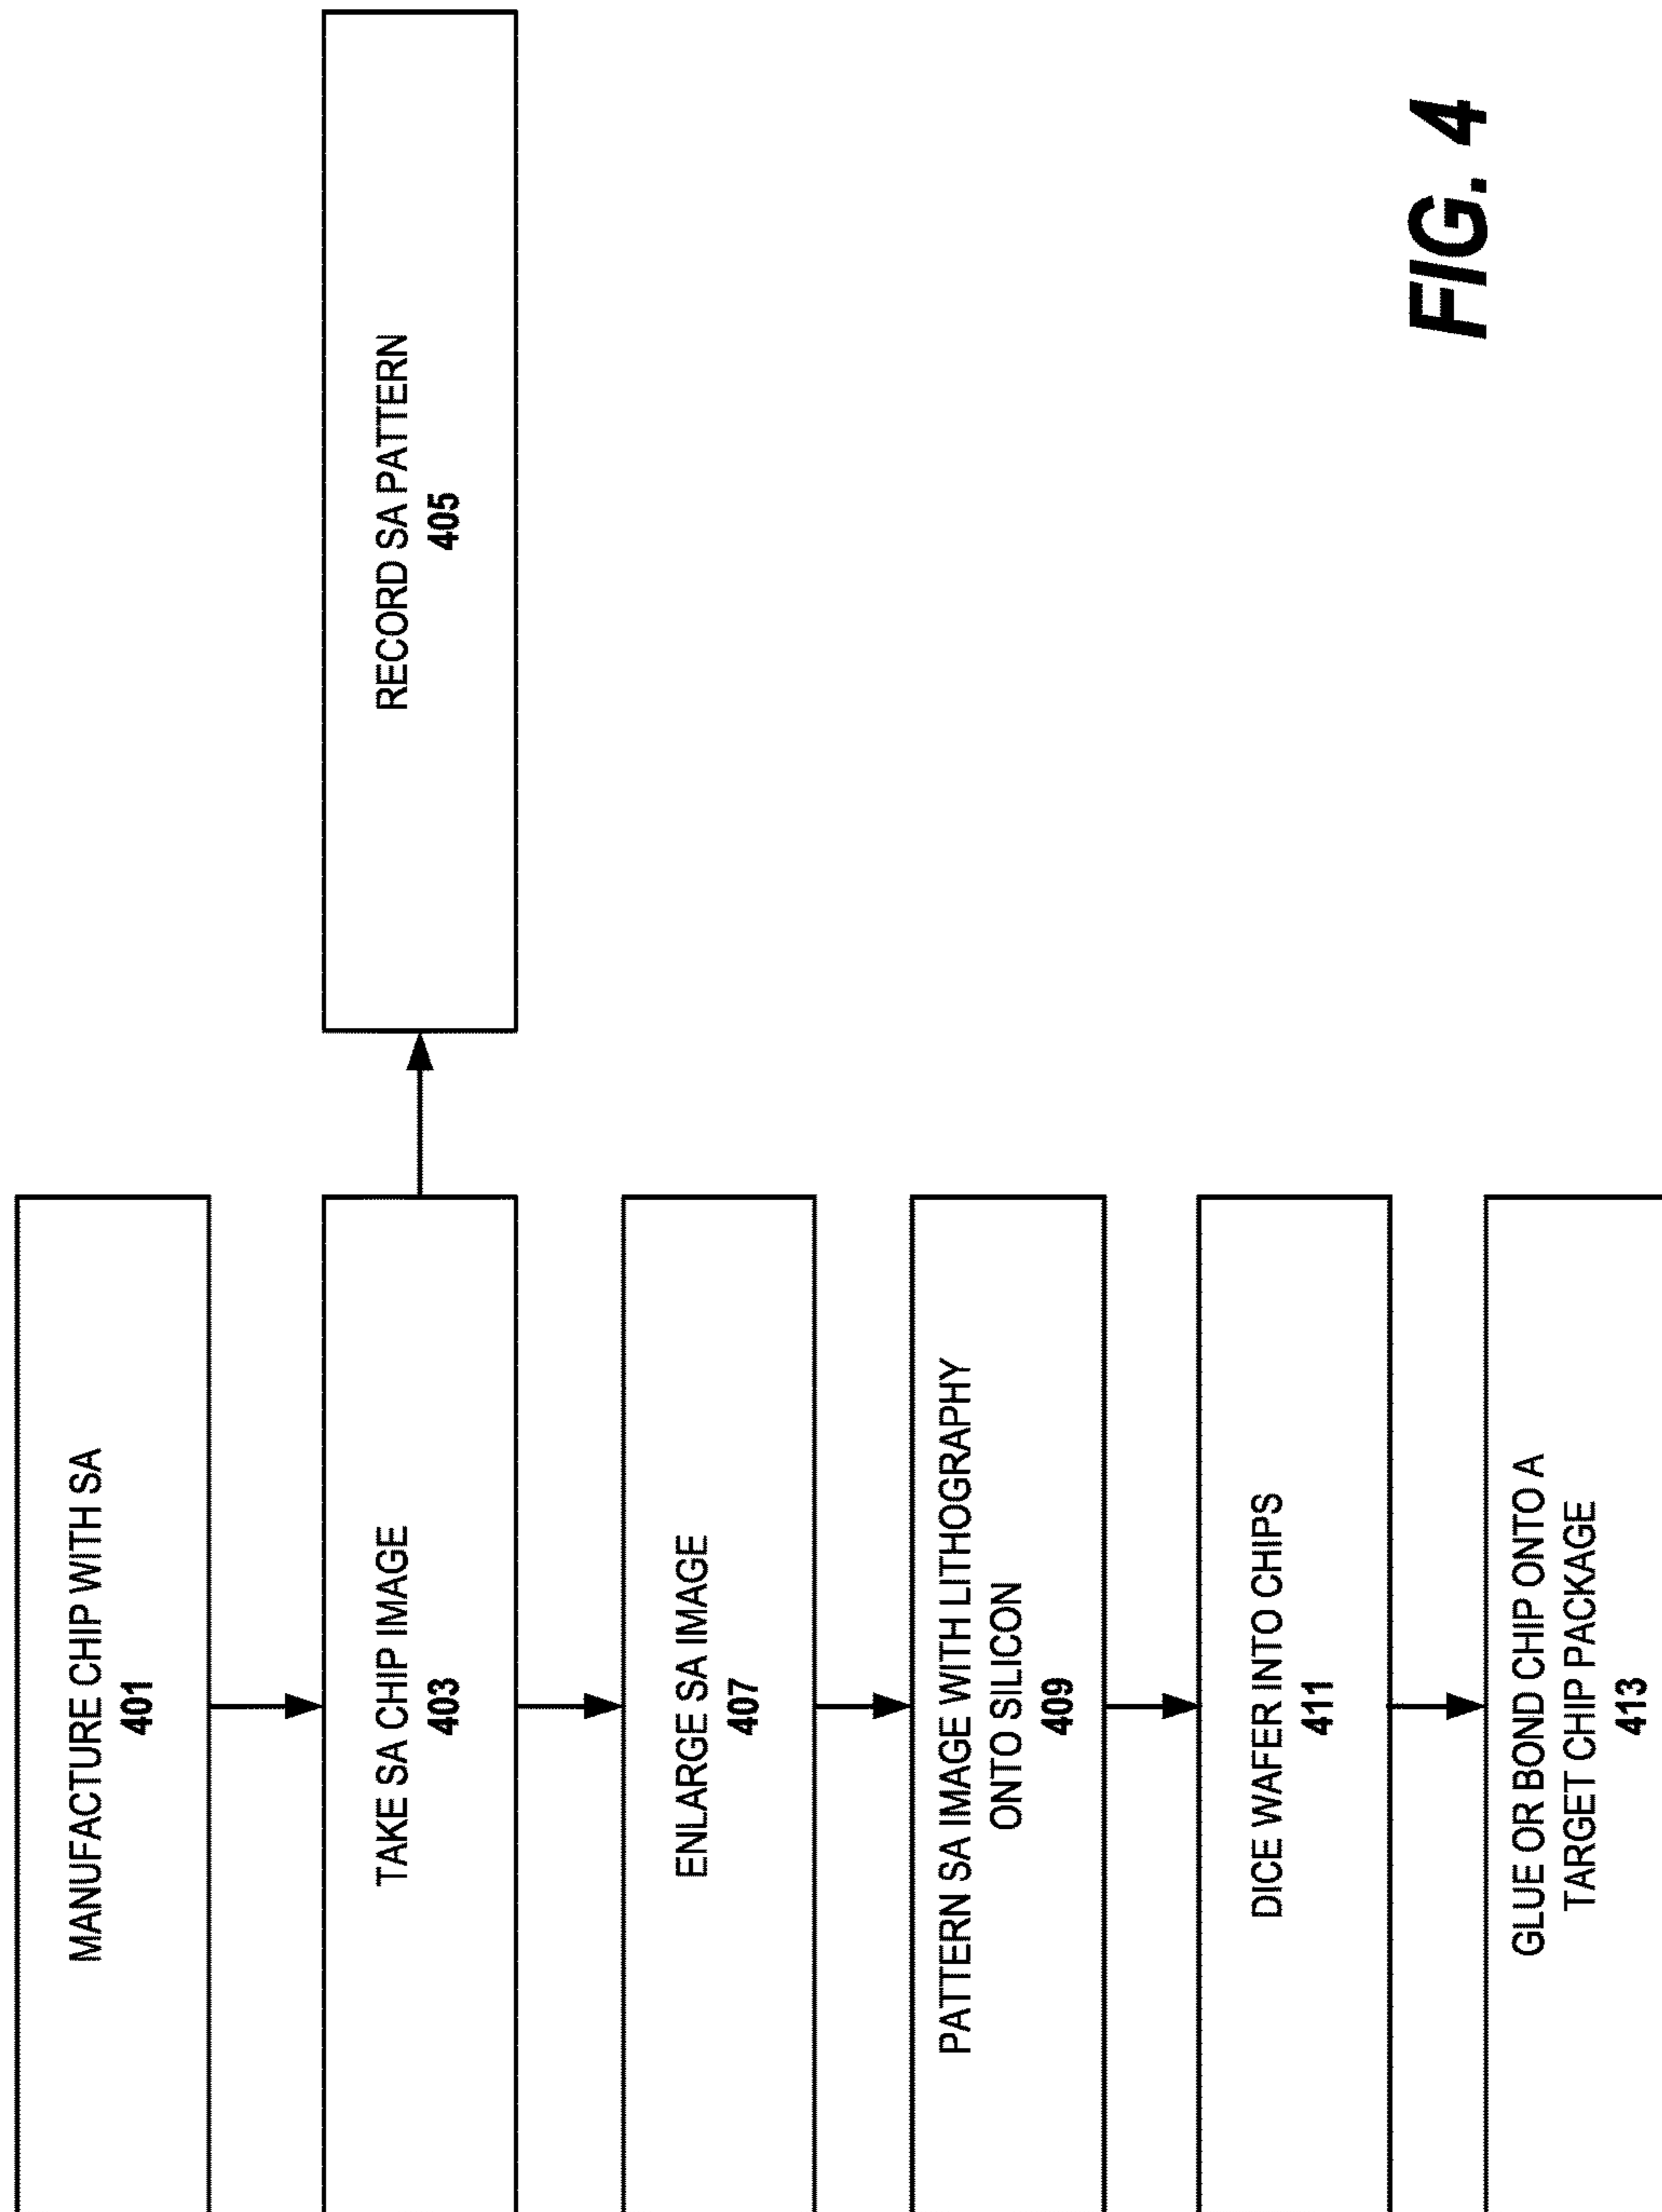 MANUFACTURE CHIP WITH SA
401
TAKE SA CHIP IMAGE
403
RECORD SA PATTERN
405
ENLARGE SA IMAGE
407
PATTERN SA IMAGE WITH LITHOGRAPHY
ONTO SILICON
409
DICE WAFER INTO CHIPS
411
GLUE OR BOND CHIP ONTO A
TARGET CHIP PACKAGE
413
FIG. 4